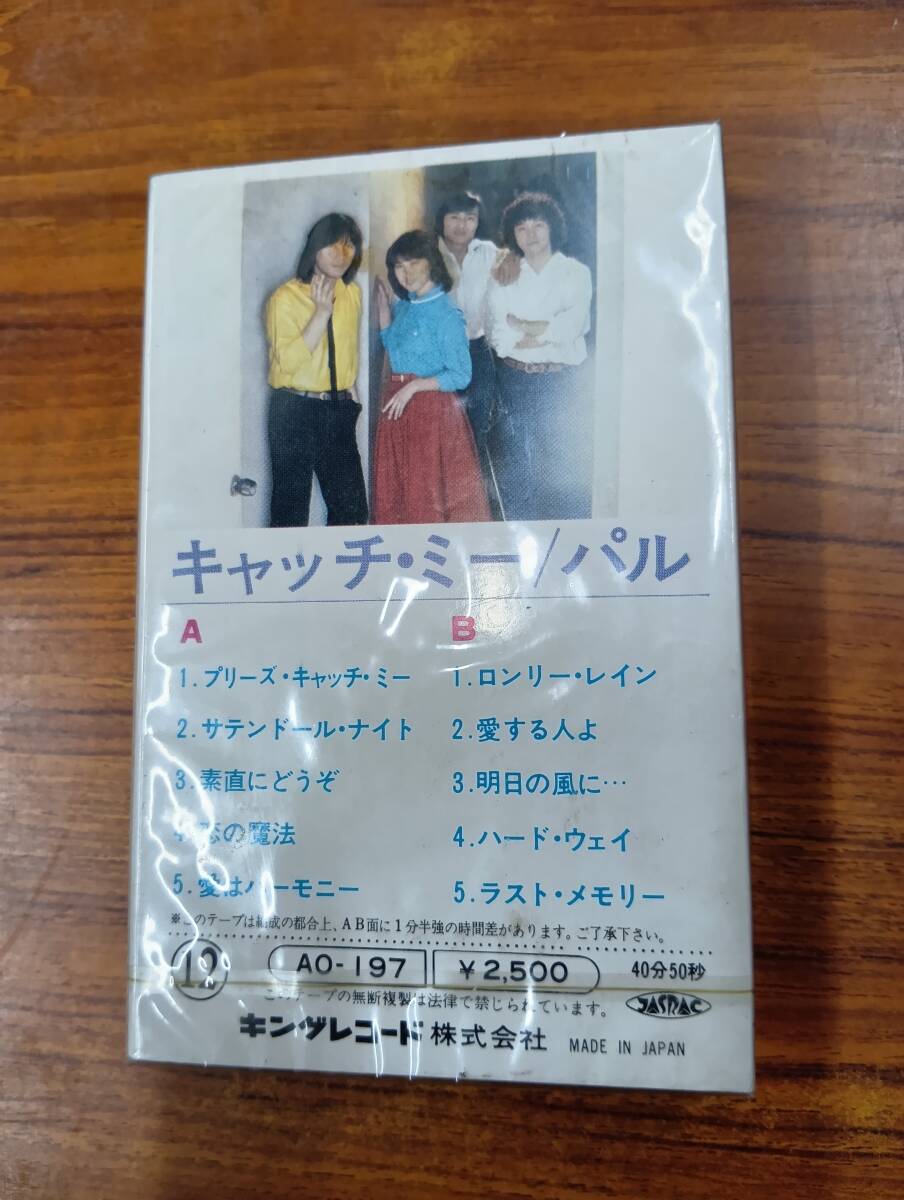 キャッチ・ミー/パル
A
1.プリーズ・キャッチ・ミー
2.サテンドール・ナイト
3.素直にどうぞ
4.恋の魔法
5.愛はハーモニー
B
1.ロンリー・レイン
2.愛する人よ
3.明日の風に…
4.ハード・ウェイ
5.ラスト・メモリー
※このテープは編成の都合上、AB面に1分半強の時間差があります。ご了承下さい。
12 AO-197 ¥2,500 40分50秒
このテープの無断複製は法律で禁じられています。 JASRAC
キングレコード株式会社 MADE IN JAPAN